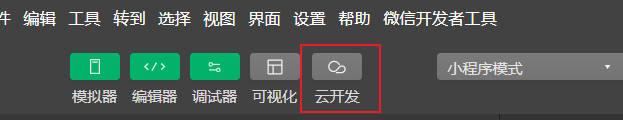 件 编辑 工具 转到 选择 视图 界面 设置 帮助 微信开发者工具
模拟器 编辑器 调试器 可视化 云开发 小程序模式